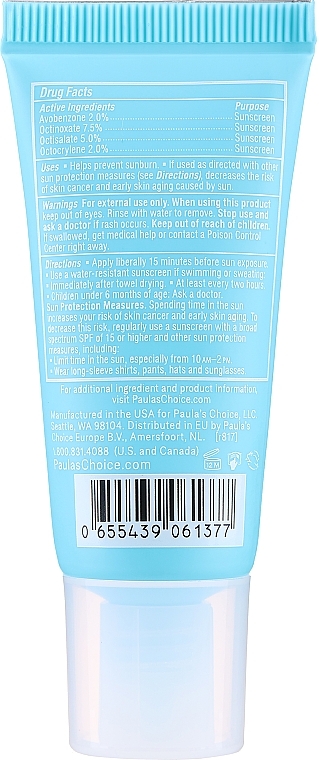 Drug Facts
Active Ingredients Purpose
Avobenzone 2.0% Sunscreen
Octinoxate 7.5% Sunscreen
Octisalate 5.0% Sunscreen
Octocrylene 2.0% Sunscreen
Uses • Helps prevent sunburn. • If used as directed with other
sun protection measures (see Directions), decreases the risk
of skin cancer and early skin aging caused by sun.
Warnings For external use only. When using this product
keep out of eyes. Rinse with water to remove. Stop use and
ask a doctor if rash occurs. Keep out of reach of children.
If swallowed, get medical help or contact a Poison Control
Center right away.
Directions • Apply liberally 15 minutes before sun exposure.
• Use a water-resistant sunscreen if swimming or sweating:
• immediately after towel drying. • At least every two hours
• Children under 6 months of age: Ask a doctor.
Sun Protection Measures. Spending time in the sun
increases your risk of skin cancer and early skin aging. To
decrease this risk, regularly use a sunscreen with a broad
spectrum SPF of 15 or higher and other sun protection
measures, including:
• Limit time in the sun, especially from 10AM–2PM.
• Wear long-sleeve shirts, pants, hats and sunglasses.
For additional ingredient and product information,
visit PaulasChoice.com.
Manufactured in the USA for Paula's Choice, LLC.
Seattle, WA 98104. Distributed in EU by Paula's
Choice Europe B.V., Amersfoort, NL. [r817]
1.800.831.4088 (U.S. and Canada)
PaulasChoice.com 12 M
0 655439 061377